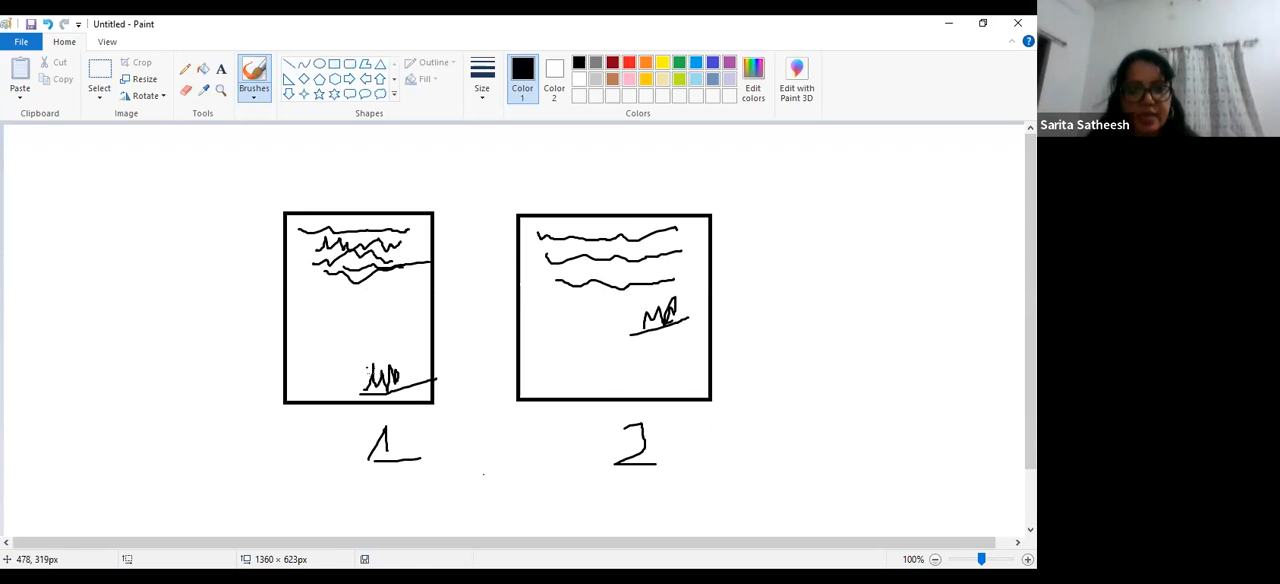 Untitled - Paint
File
Home
View
Paste
Cut
Copy
Clipboard
Select
Crop
Resize
Rotate
Image
A
Tools
Brushes
Shapes
Outline
Fill
Size
Color 1
Color 2
Colors
Edit colors
Edit with Paint 3D
Sarita Satheesh
1
2
478, 319px
1360 × 623px
100%